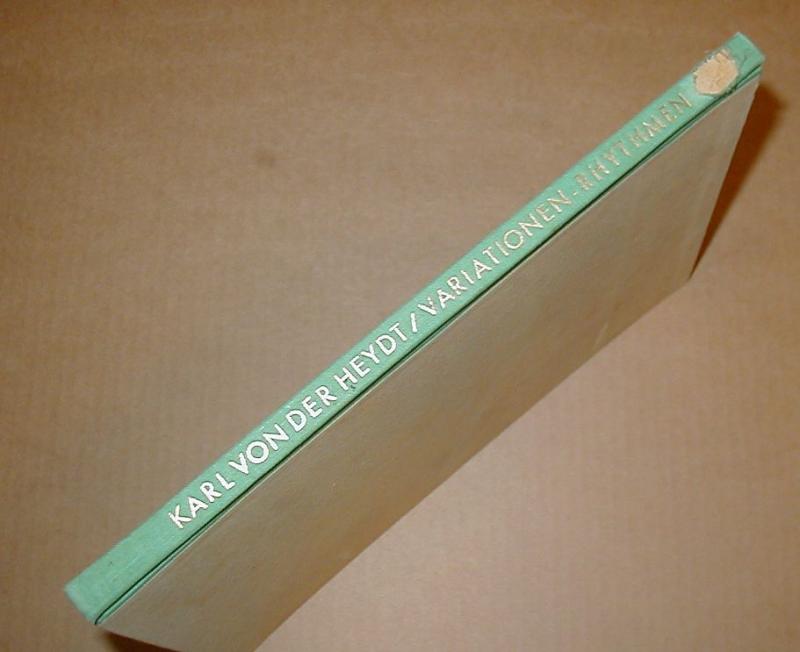 KARL VON DER HEYDT / VARIATIONEN-RHYTHMEN